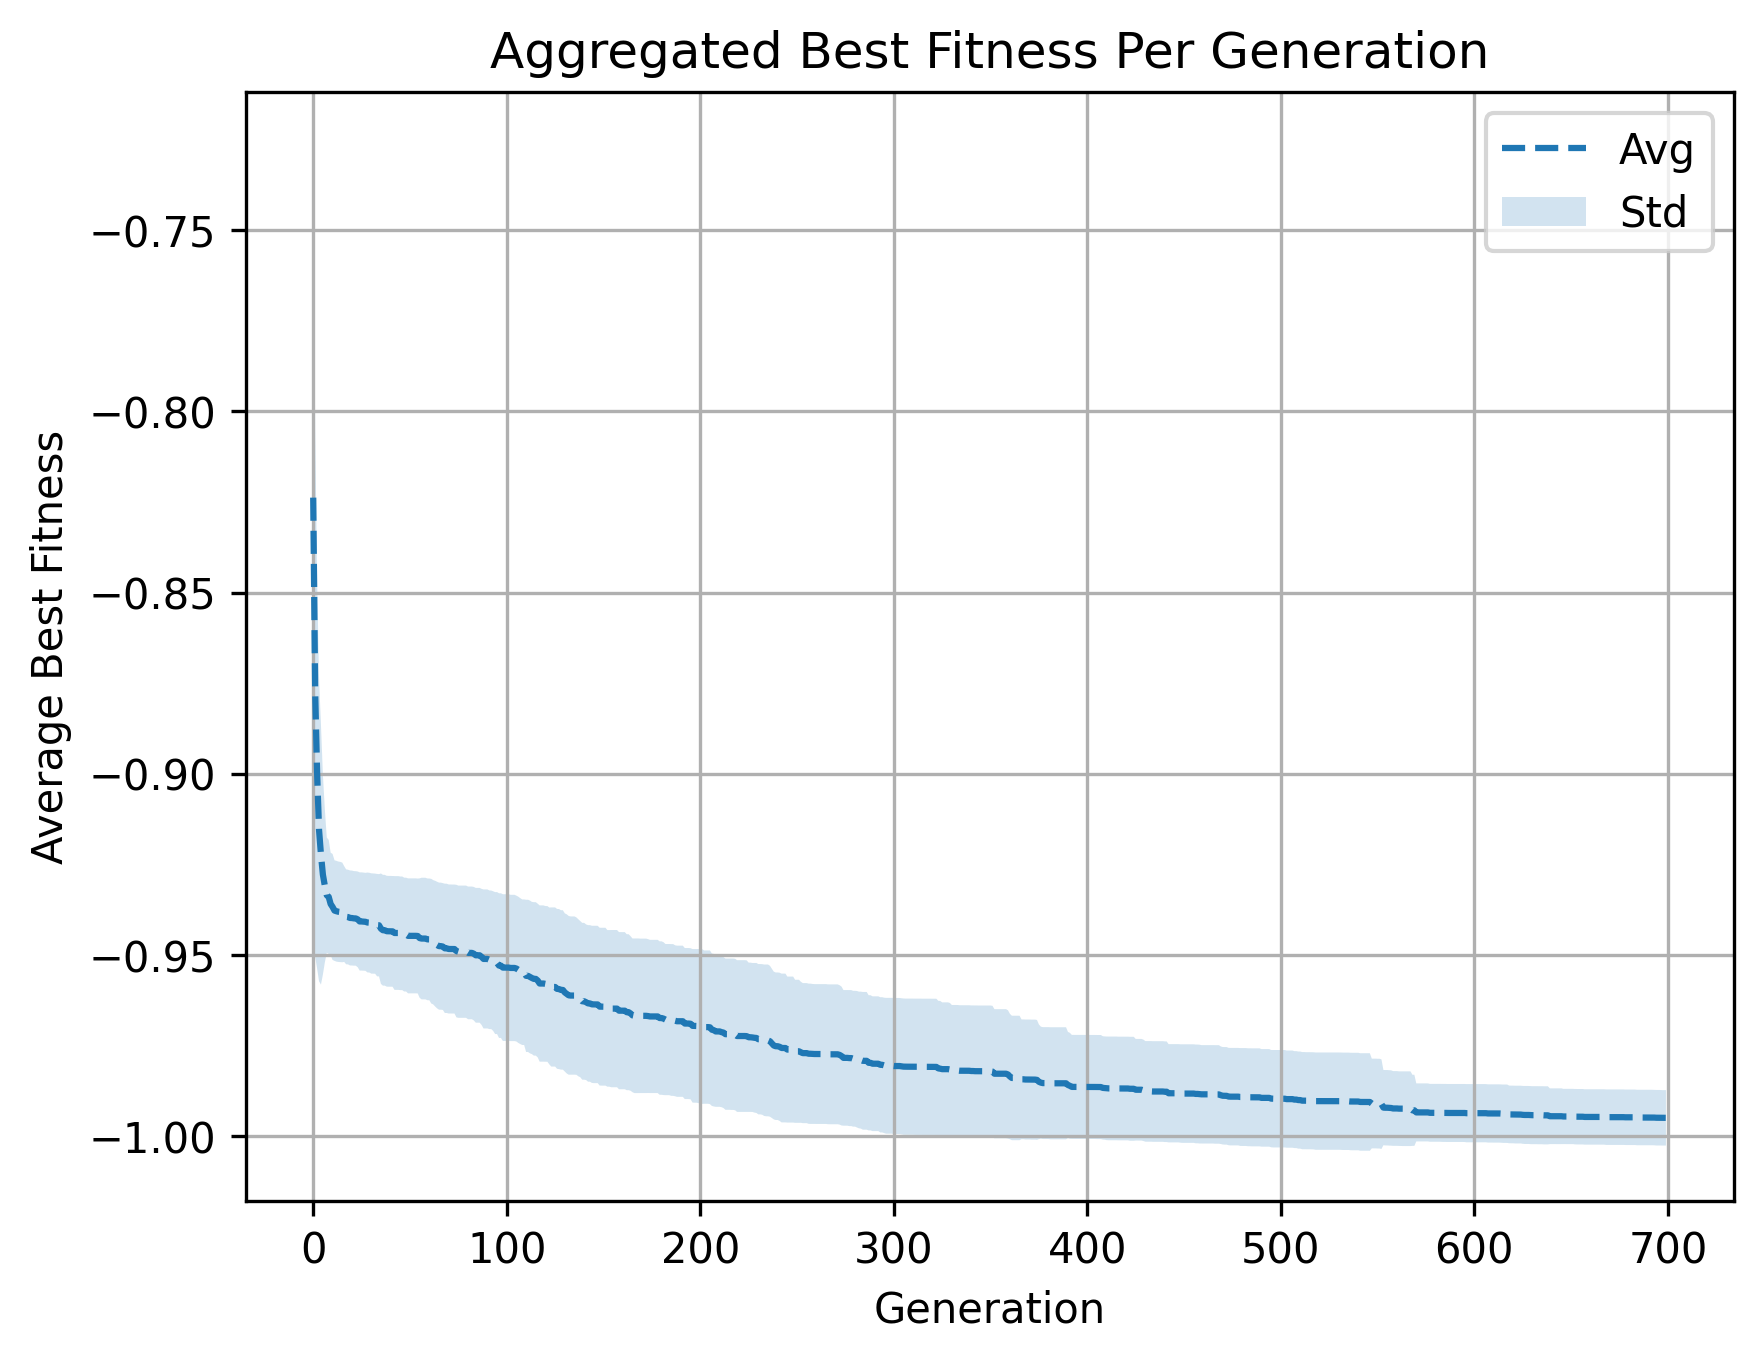 Aggregated Best Fitness Per Generation
Avg
Std
−0.75
−0.80
−0.85
−0.90
−0.95
−1.00
Average Best Fitness
0 100 200 300 400 500 600 700
Generation